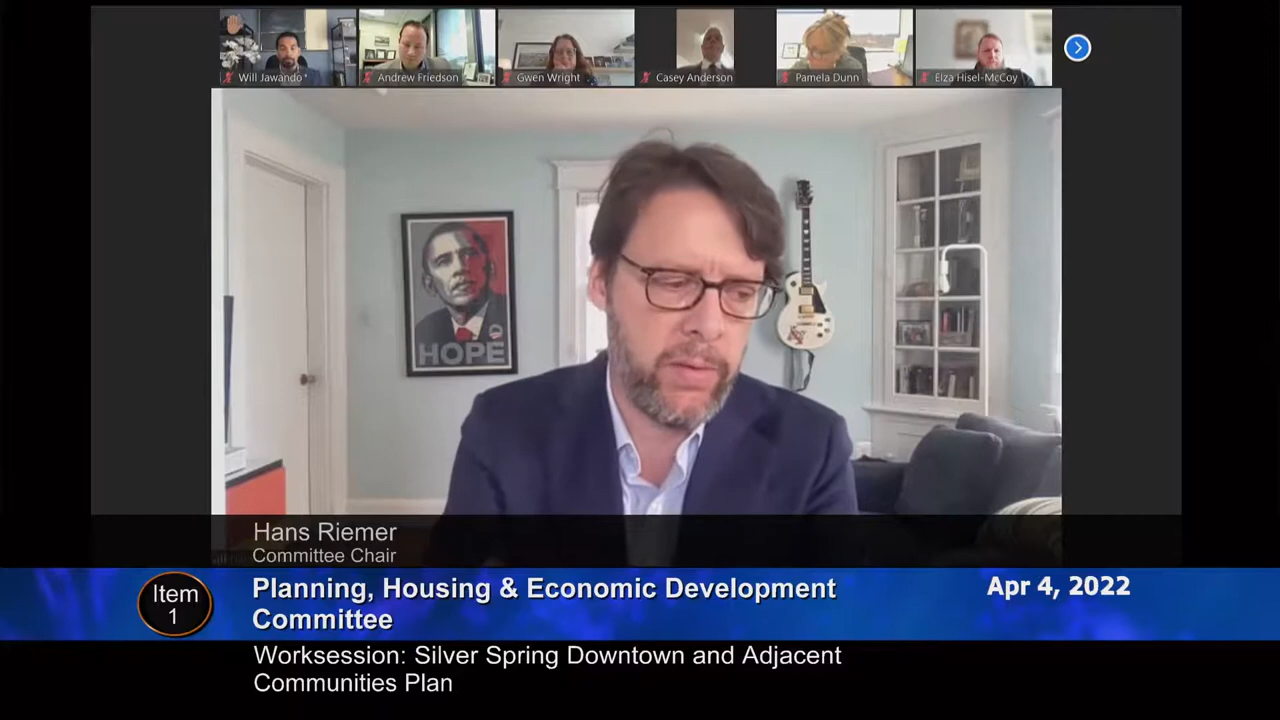 Will Jawando
Andrew Friedson
Gwen Wright
Casey Anderson
Pamela Dunn
Elza Hisel-McCoy
HOPE
Hans Riemer
Committee Chair
Item
1
Planning, Housing & Economic Development
Committee
Apr 4, 2022
Worksession: Silver Spring Downtown and Adjacent
Communities Plan